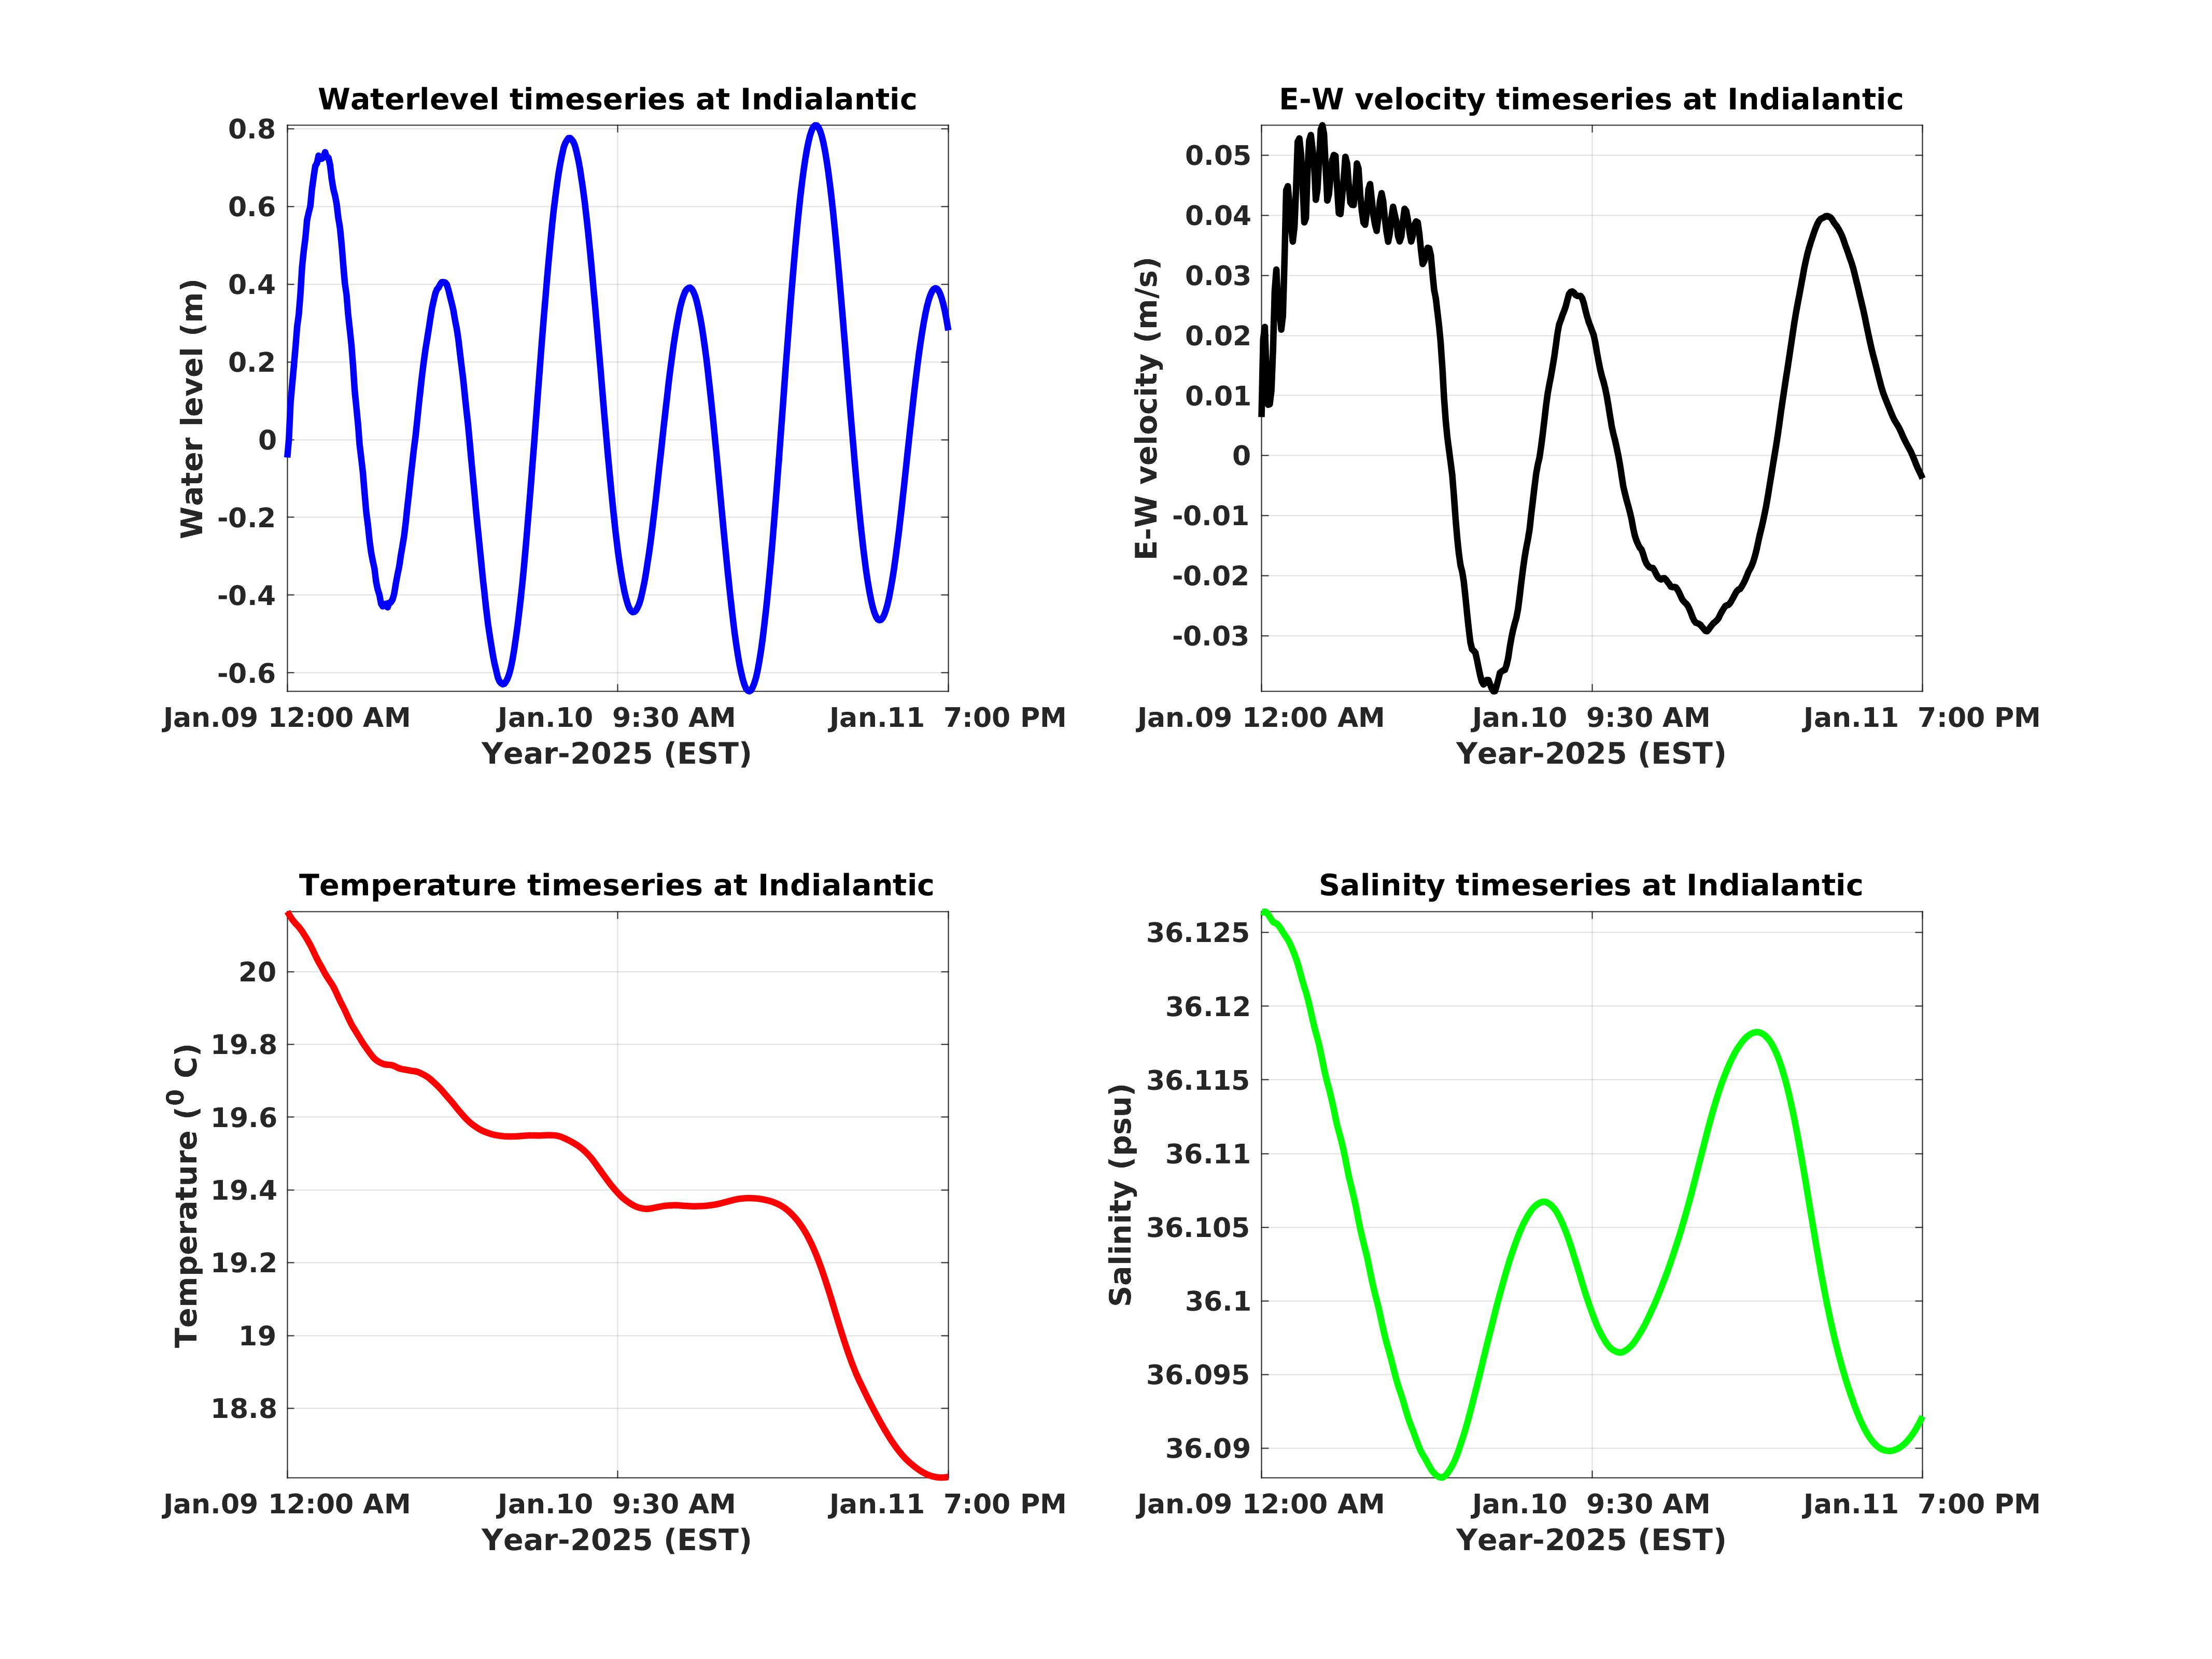 Waterlevel timeseries at Indialantic
0.8
0.6
0.4
0.2
0
-0.2
-0.4
-0.6
Water level (m)
Jan.09 12:00 AM
Jan.10  9:30 AM
Jan.11  7:00 PM
Year-2025 (EST)
E-W velocity timeseries at Indialantic
0.05
0.04
0.03
0.02
0.01
0
-0.01
-0.02
-0.03
E-W velocity (m/s)
Jan.09 12:00 AM
Jan.10  9:30 AM
Jan.11  7:00 PM
Year-2025 (EST)
Temperature timeseries at Indialantic
20
19.8
19.6
19.4
19.2
19
18.8
Temperature (⁰ C)
Jan.09 12:00 AM
Jan.10  9:30 AM
Jan.11  7:00 PM
Year-2025 (EST)
Salinity timeseries at Indialantic
36.125
36.12
36.115
36.11
36.105
36.1
36.095
36.09
Salinity (psu)
Jan.09 12:00 AM
Jan.10  9:30 AM
Jan.11  7:00 PM
Year-2025 (EST)